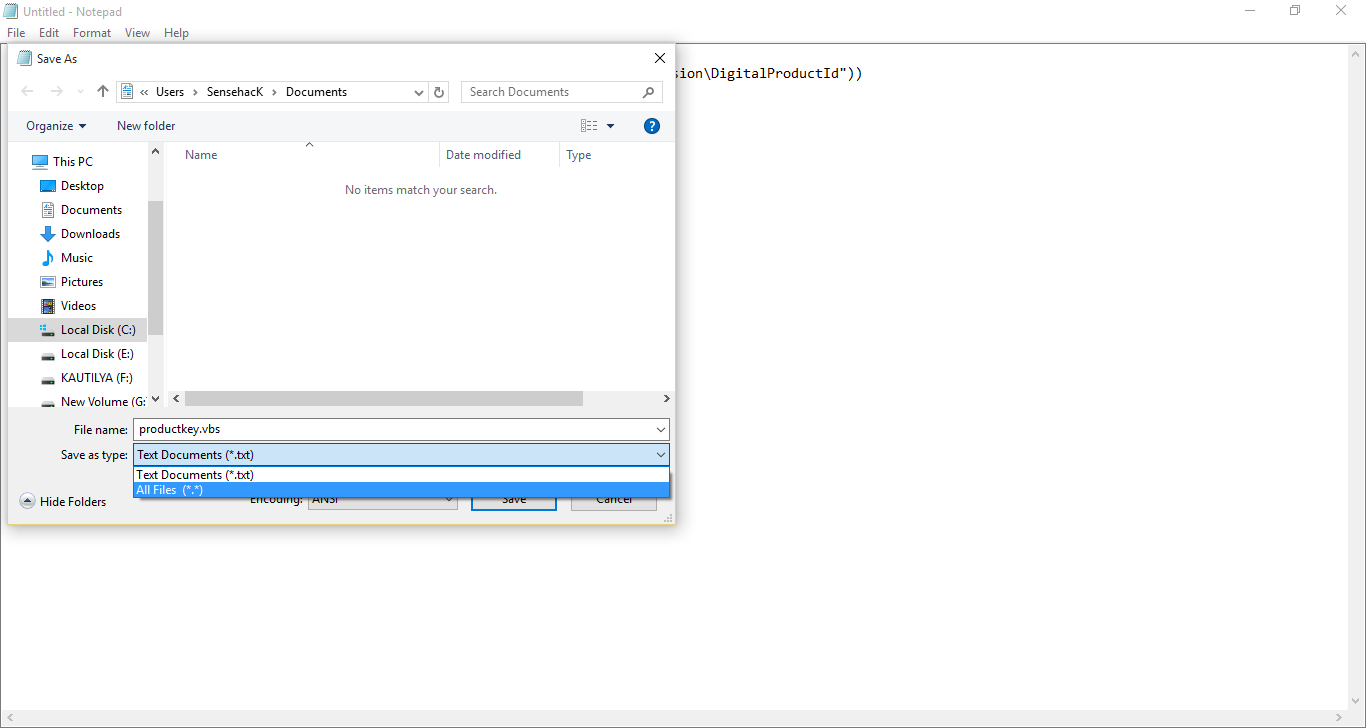 Untitled - Notepad
File Edit Format View Help
Save As
sion\DigitalProductId"))
« Users > SensehacK > Documents
Search Documents
Organize
New folder
?
Name
Date modified
Type
No items match your search.
This PC
Desktop
Documents
Downloads
Music
Pictures
Videos
Local Disk (C:)
Local Disk (E:)
KAUTILYA (F:)
New Volume (G:
File name: productkey.vbs
Save as type: Text Documents (*.txt)
Text Documents (*.txt)
All Files (*.*)
Hide Folders
Encoding: ANSI
Save
Cancel